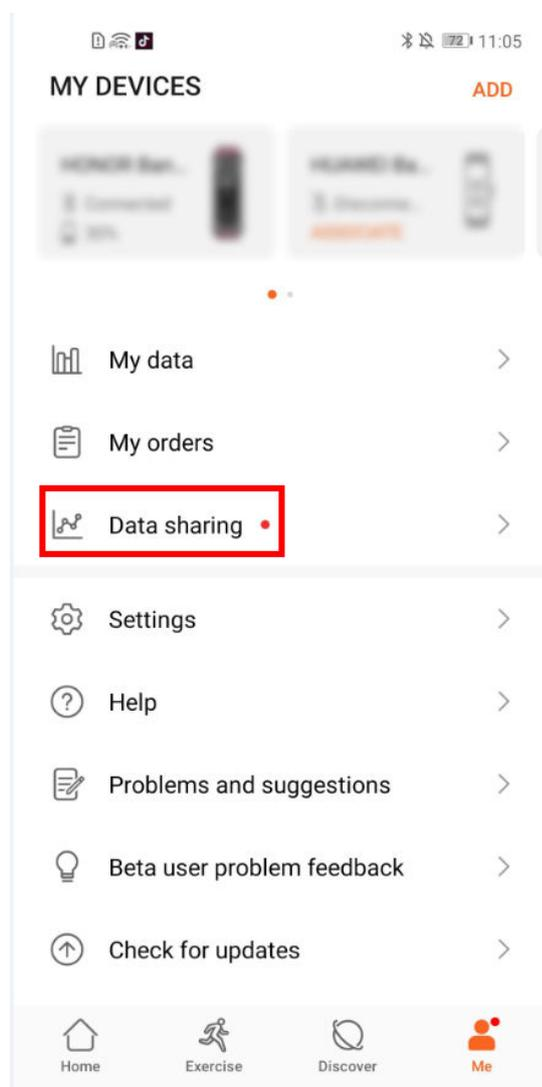 72 11:05
MY DEVICES ADD
My data
My orders
Data sharing
Settings
Help
Problems and suggestions
Beta user problem feedback
Check for updates
Home Exercise Discover Me